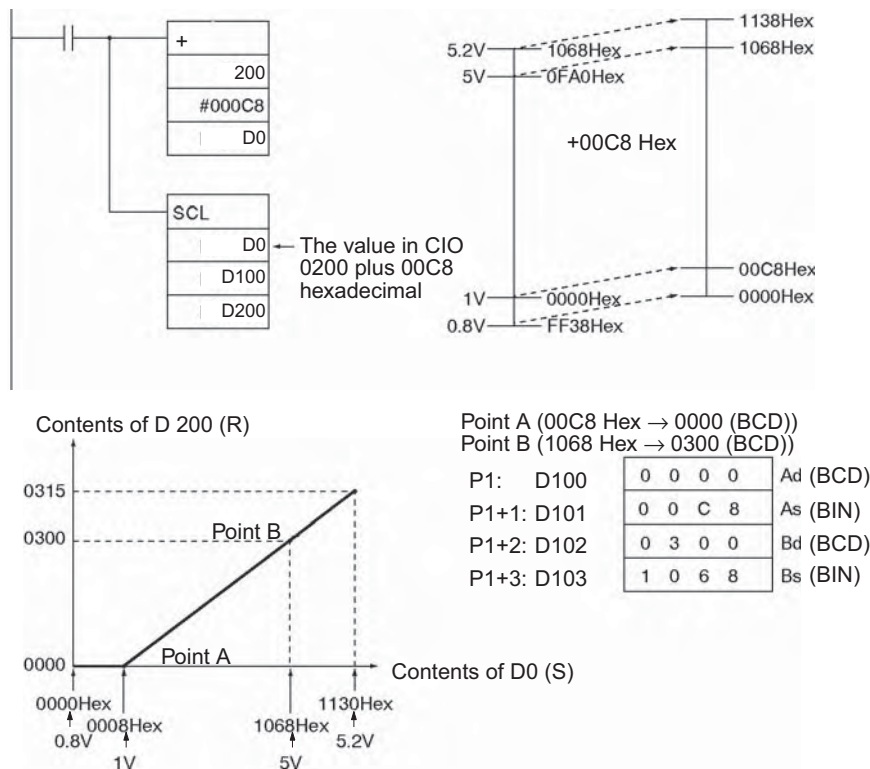 +
200
#000C8
D0
SCL
D0
D100
D200
The value in CIO
0200 plus 00C8
hexadecimal
1138Hex
5.2V 1068Hex 1068Hex
5V 0FA0Hex
+00C8 Hex
00C8Hex
1V 0000Hex 0000Hex
0.8V FF38Hex
Contents of D 200 (R)
0315
0300
Point B
0000
Point A
Contents of D0 (S)
0000Hex 0008Hex 1068Hex 1130Hex
0.8V 1V 5V 5.2V
Point A (00C8 Hex → 0000 (BCD))
Point B (1068 Hex → 0300 (BCD))
P1: D100 0 0 0 0 Ad (BCD)
P1+1: D101 0 0 C 8 As (BIN)
P1+2: D102 0 3 0 0 Bd (BCD)
P1+3: D103 1 0 6 8 Bs (BIN)